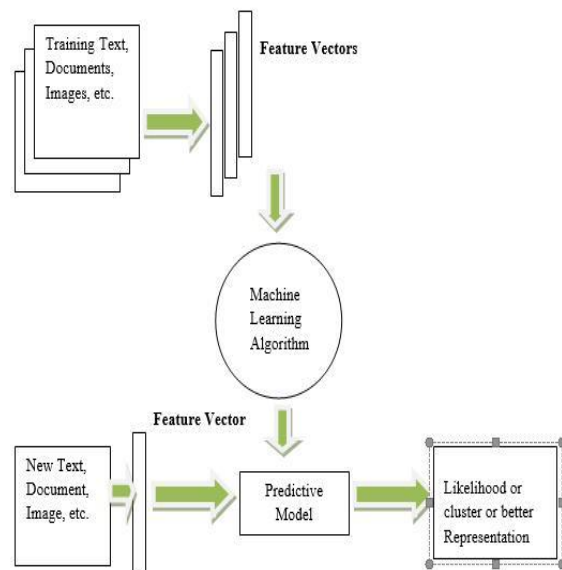 Training Text,
Documents,
Images, etc.
Feature Vectors
Machine
Learning
Algorithm
Feature Vector
New Text,
Document,
Image, etc.
Predictive
Model
Likelihood or
cluster or better
Representation